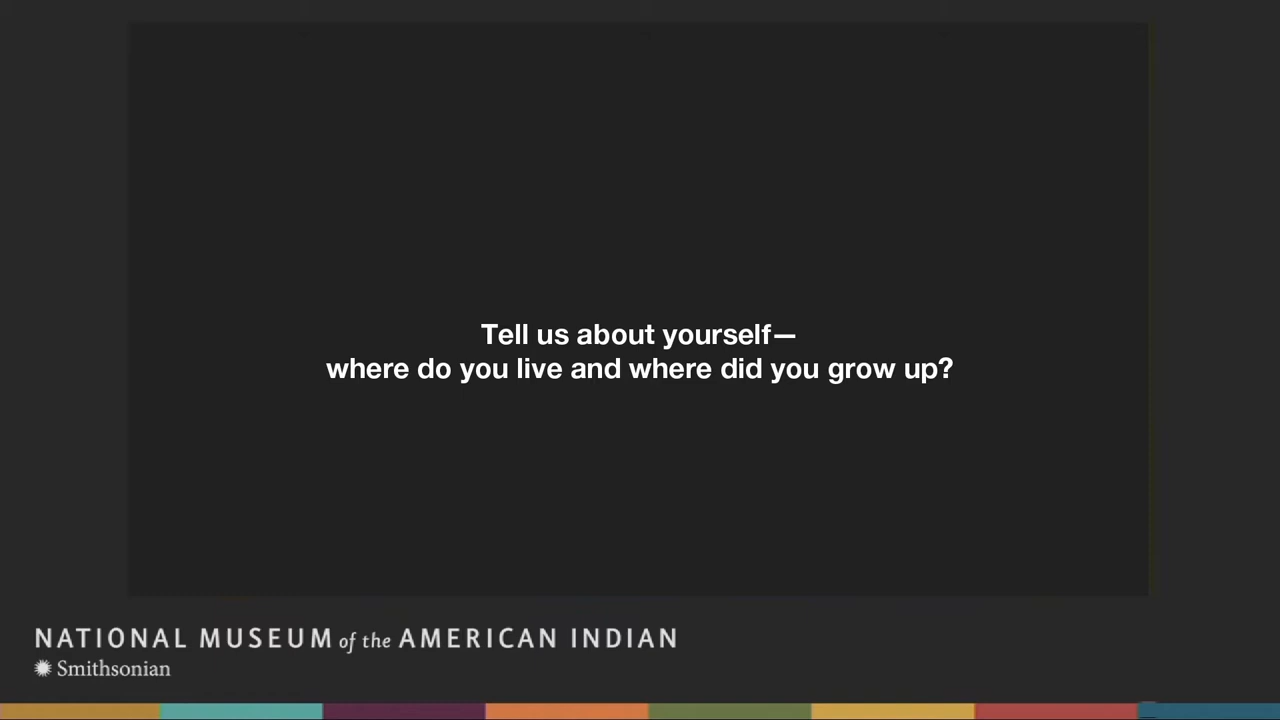 Tell us about yourself—
where do you live and where did you grow up?
NATIONAL MUSEUM of the AMERICAN INDIAN
Smithsonian